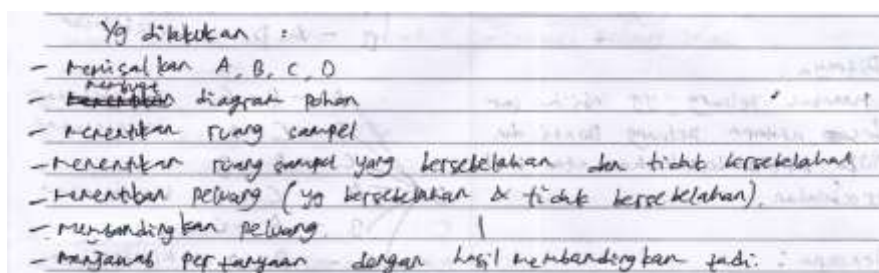 Yg dilakukan :
- Memisalkan A, B, C, D
- membuat diagram pohon
- Menentukan ruang sampel
- Menentukan ruang sampel yang bersebelahan dan tidak bersebelahan
- Menentukan peluang (yg bersebelahan & tidak bersebelahan).
- Membandingkan peluang.
- Menjawab pertanyaan dengan hasil membandingkan tadi.